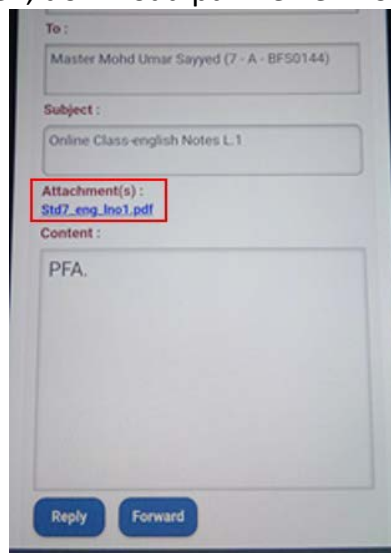 To :
Master Mohd Umar Sayyed (7 - A - BFS0144)
Subject :
Online Class-english Notes L.1
Attachment(s) :
Std7_eng_lno1.pdf
Content :
PFA.
Reply Forward